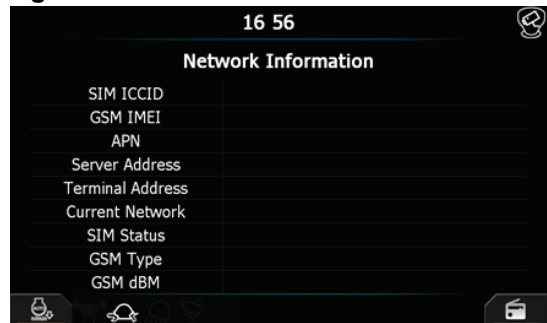 16 56
Network Information
SIM ICCID
GSM IMEI
APN
Server Address
Terminal Address
Current Network
SIM Status
GSM Type
GSM dBM